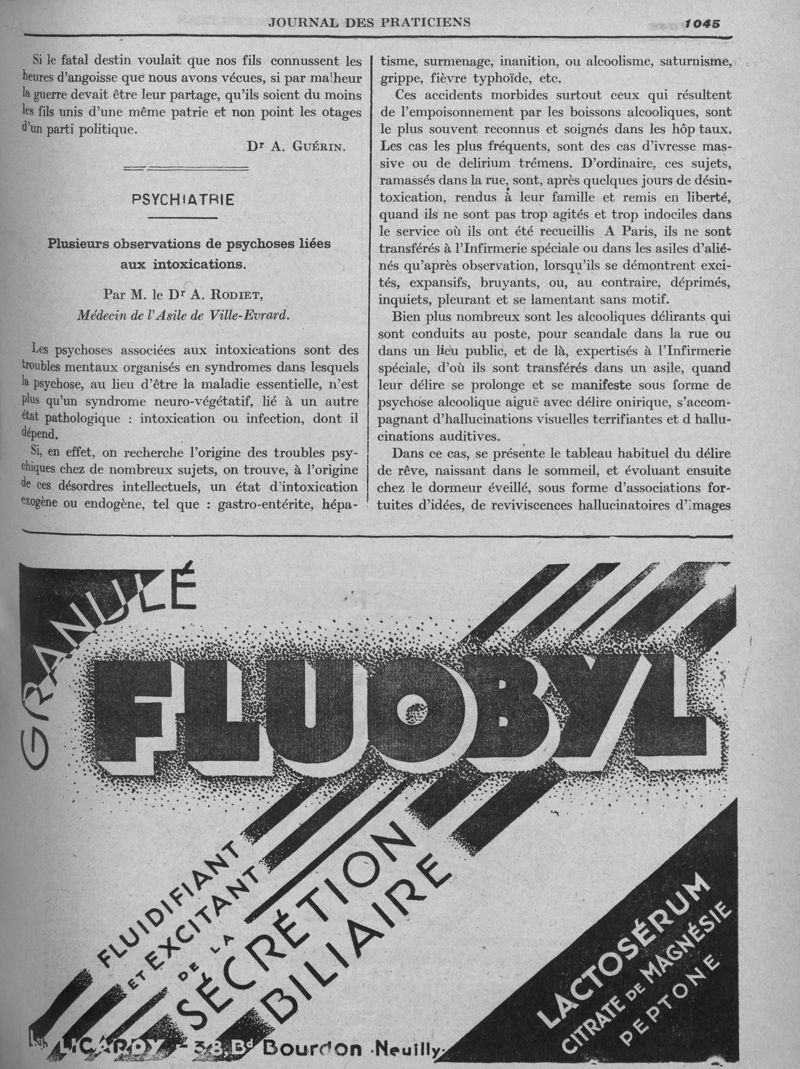 JOURNAL DES PRATICIENS 1045
Si le fatal destin voulait que nos fils connussent les
heures d'angoisse que nous avons vécues, si par malheur
la guerre devait être leur partage, qu'ils soient du moins
les fils unis d'une même patrie et non point les otages
d'un parti politique.
Dr A. GUÉRIN.
PSYCHIATRIE
Plusieurs observations de psychoses liées
aux intoxications.
Par M. le Dr A. RODIET,
Médecin de l'Asile de Ville-Evrard.
Les psychoses associées aux intoxications sont des
troubles mentaux organisés en syndromes dans lesquels
la psychose, au lieu d'être la maladie essentielle, n'est
plus qu'un syndrome neuro-végétatif, lié à un autre
état pathologique : intoxication ou infection, dont il
dépend.
Si, en effet, on recherche l'origine des troubles psy-
chiques chez de nombreux sujets, on trouve, à l'origine
de ces désordres intellectuels, un état d'intoxication
exogène ou endogène, tel que : gastro-entérite, hépa-
tisme, surmenage, inanition, ou alcoolisme, saturnisme,
grippe, fièvre typhoïde, etc.
Ces accidents morbides surtout ceux qui résultent
de l'empoisonnement par les boissons alcooliques, sont
le plus souvent reconnus et soignés dans les hôp taux.
Les cas les plus fréquents, sont des cas d'ivresse mas-
sive ou de delirium trémens. D'ordinaire, ces sujets,
ramassés dans la rue, sont, après quelques jours de désin-
toxication, rendus à leur famille et remis en liberté,
quand ils ne sont pas trop agités et trop indociles dans
le service où ils ont été recueillis A Paris, ils ne sont
transférés à l'Infirmerie spéciale ou dans les asiles d'alié-
nés qu'après observation, lorsqu'ils se démontrent exci-
tés, expansifs, bruyants, ou, au contraire, déprimés,
inquiets, pleurant et se lamentant sans motif.
Bien plus nombreux sont les alcooliques délirants qui
sont conduits au poste, pour scandale dans la rue ou
dans un lieu public, et de là, expertisés à l'Infirmerie
spéciale, d'où ils sont transférés dans un asile, quand
leur délire se prolonge et se manifeste sous forme de
psychose alcoolique aiguë avec délire onirique, s'accom-
pagnant d'hallucinations visuelles terrifiantes et d hallu-
cinations auditives.
Dans ce cas, se présente le tableau habituel du délire
de rêve, naissant dans le sommeil, et évoluant ensuite
chez le dormeur éveillé, sous forme d'associations for-
tuites d'idées, de reviviscences hallucinatoires d'images
GRANULÉ
FLUOBYL
FLUIDIFIANT
ET EXCITANT
DE LA
SÉCRÉTION
BILIAIRE
LACTOSÉRUM
CITRATE DE MAGNÉSIE
PEPTONE
Lab LICARDY - 38 Bd Bourdon - Neuilly